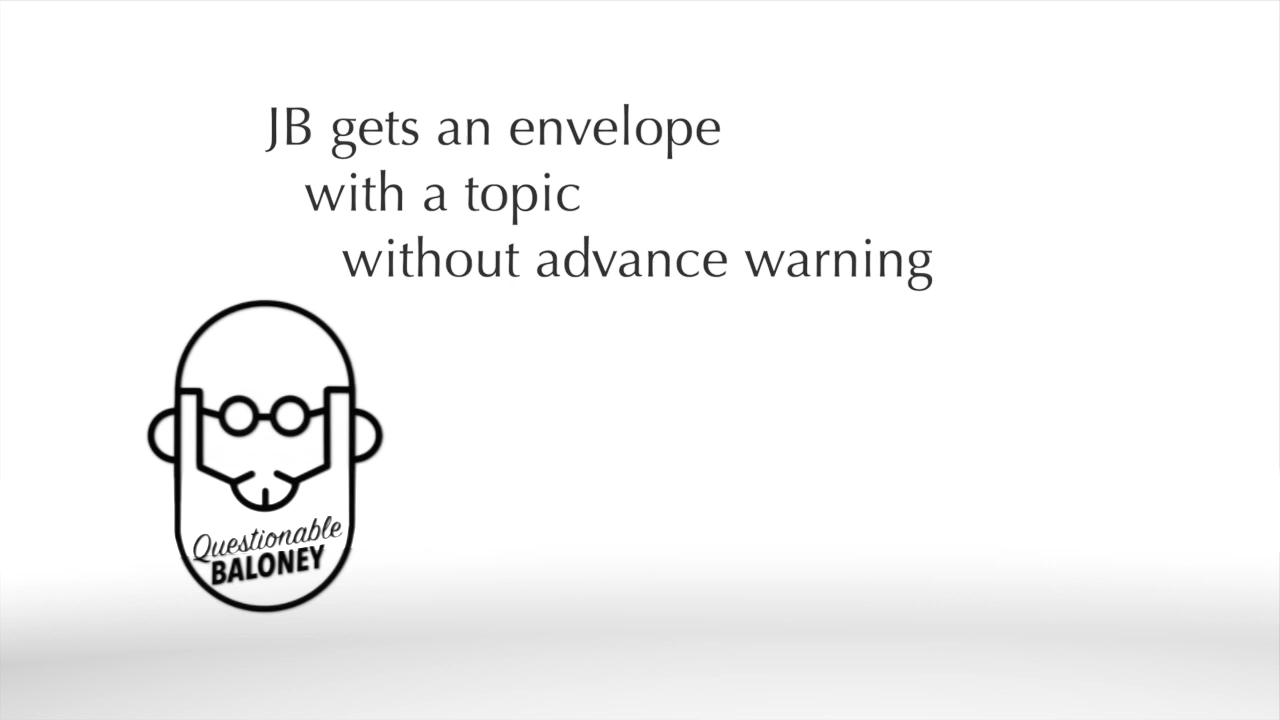 JB gets an envelope
with a topic
without advance warning
Questionable
BALONEY